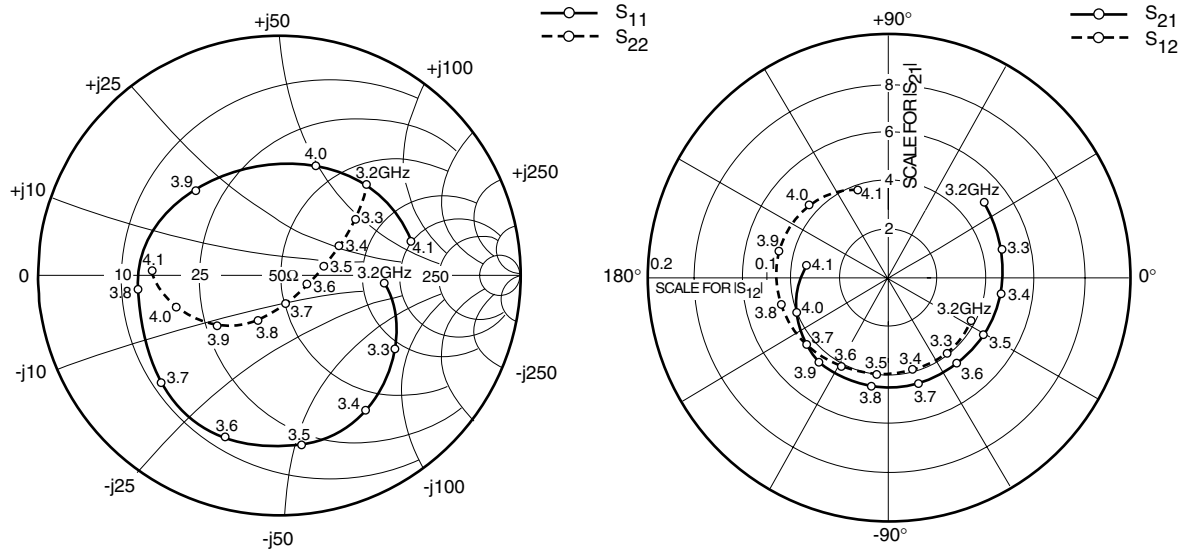 +j50
S11
S22
+j25
+j100
+j10
+j250
4.0
3.9
3.2GHz
3.3
3.4
4.1
4.1
3.5
0
10
25
50Ω
3.2GHz
250
3.8
3.6
4.0
3.7
3.9
3.8
3.3
-j10
-j250
3.7
3.4
3.6
3.5
-j25
-j100
-j50
+90°
S21
S12
8
SCALE FOR |S21|
6
4
4.0
4.1
3.2GHz
2
3.9
3.3
180°
0.2
0.1
4.1
0°
SCALE FOR |S12|
3.4
3.8
4.0
3.2GHz
3.7
3.5
3.3
3.6
3.4
3.5
3.9
3.6
3.8
3.7
-90°